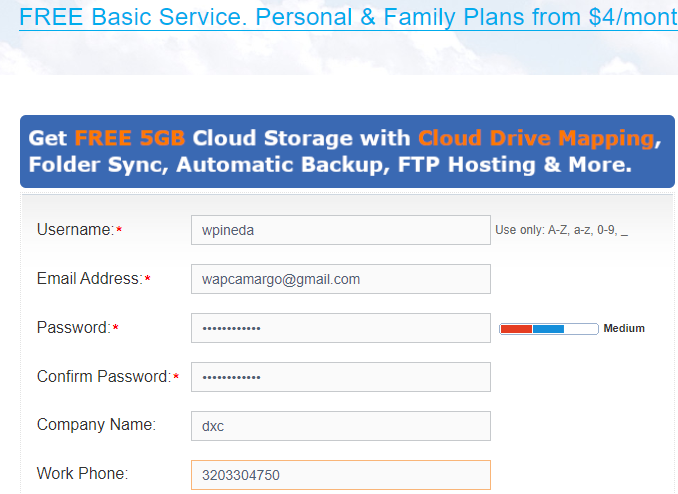 FREE Basic Service. Personal & Family Plans from $4/mont
Get FREE 5GB Cloud Storage with Cloud Drive Mapping,
Folder Sync, Automatic Backup, FTP Hosting & More.
Username:* wpineda Use only: A-Z, a-z, 0-9, _
Email Address:* wapcamargo@gmail.com
Password:* •••••••••••• Medium
Confirm Password:* ••••••••••••
Company Name: dxc
Work Phone: 3203304750